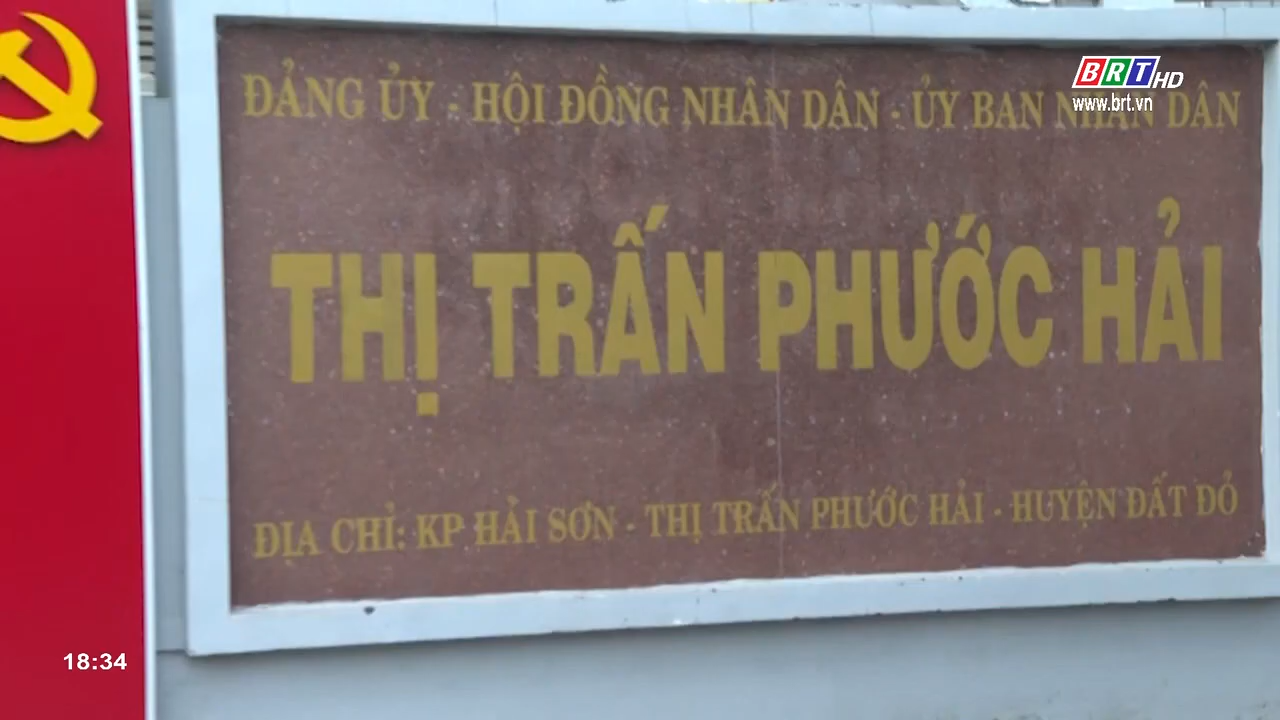 BRT HD
www.brt.vn
ĐẢNG ỦY - HỘI ĐỒNG NHÂN DÂN - ỦY BAN NHÂN DÂN
THỊ TRẤN PHƯỚC HẢI
ĐỊA CHỈ: KP HẢI SƠN - THỊ TRẤN PHƯỚC HẢI - HUYỆN ĐẤT ĐỎ
18:34